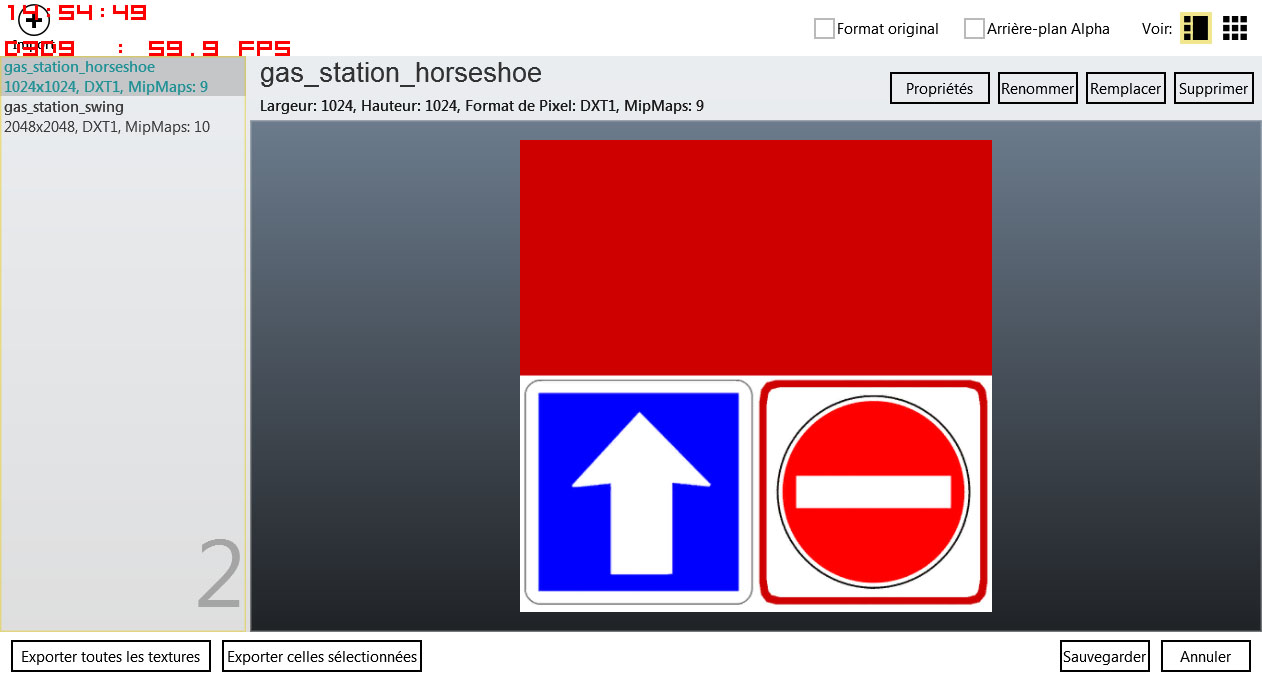 14:54:49
Import
D3D9 : 59.9 FPS
Format original
Arrière-plan Alpha
Voir:
gas_station_horseshoe
1024x1024, DXT1, MipMaps: 9
gas_station_swing
2048x2048, DXT1, MipMaps: 10
2
gas_station_horseshoe
Largeur: 1024, Hauteur: 1024, Format de Pixel: DXT1, MipMaps: 9
Propriétés
Renommer
Remplacer
Supprimer
Exporter toutes les textures
Exporter celles sélectionnées
Sauvegarder
Annuler